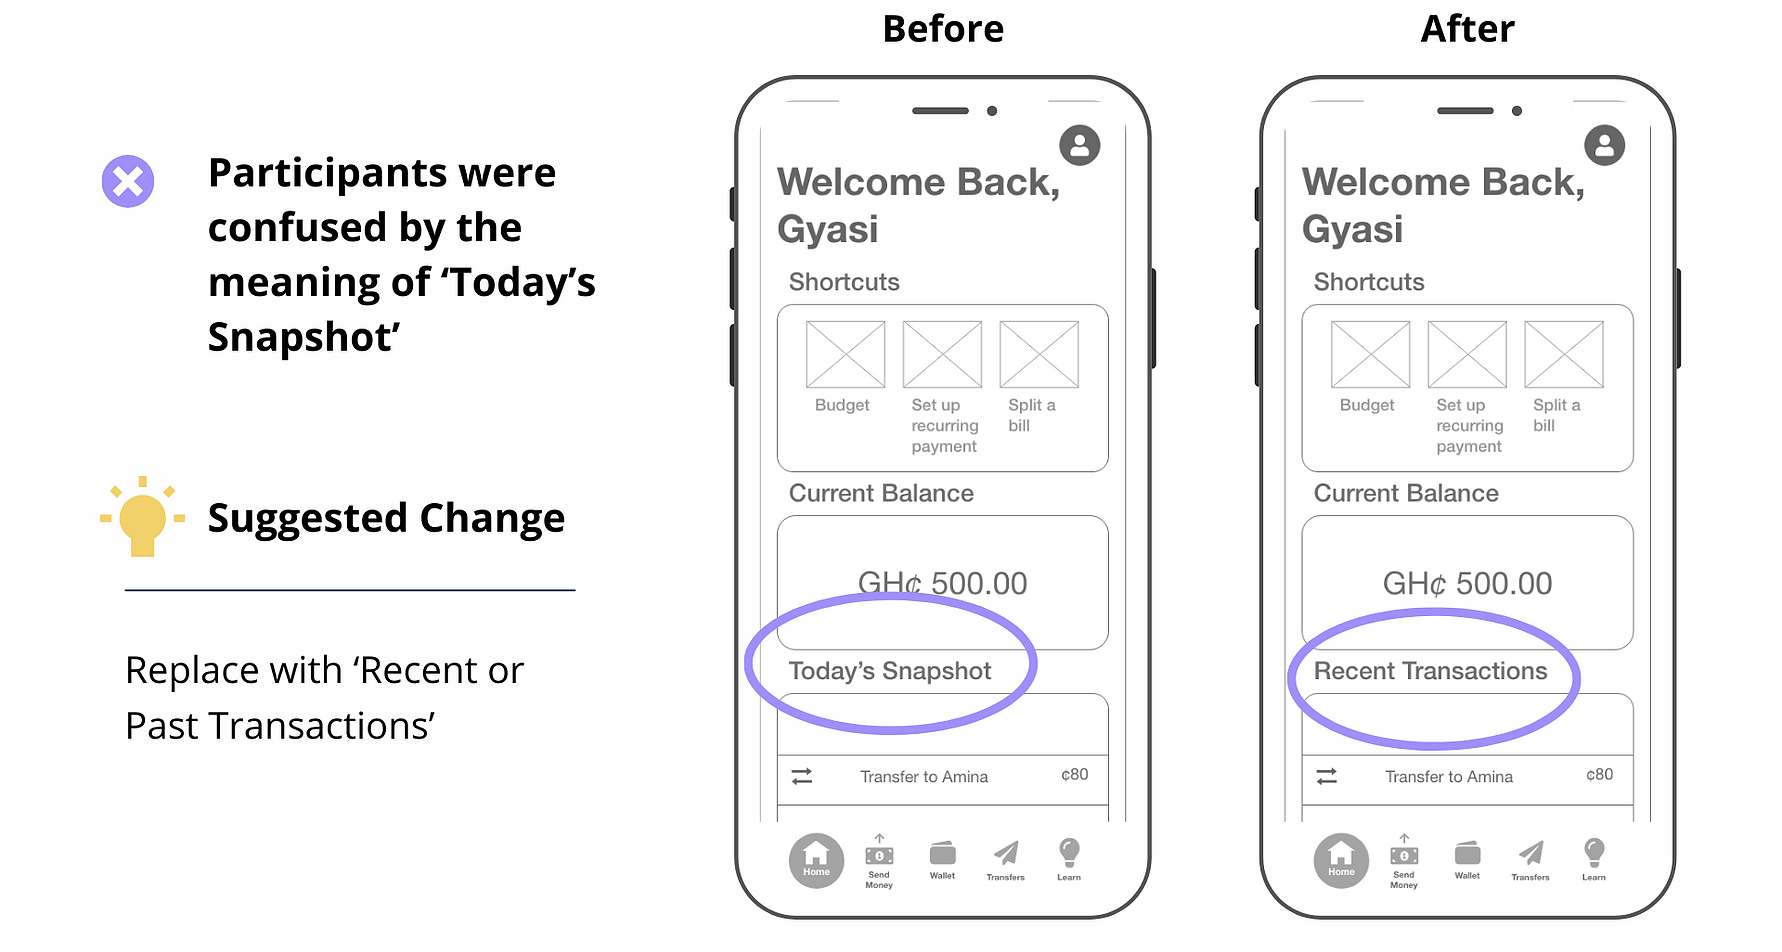 Participants were
confused by the
meaning of ‘Today’s
Snapshot’
Suggested Change
Replace with ‘Recent or
Past Transactions’
Before
Welcome Back,
Gyasi
Shortcuts
Budget
Set up
recurring
payment
Split a
bill
Current Balance
GH¢ 500.00
Today’s Snapshot
Transfer to Amina ¢80
Home
Send
Money
Wallet
Transfers
Learn
After
Welcome Back,
Gyasi
Shortcuts
Budget
Set up
recurring
payment
Split a
bill
Current Balance
GH¢ 500.00
Recent Transactions
Transfer to Amina ¢80
Home
Send
Money
Wallet
Transfers
Learn